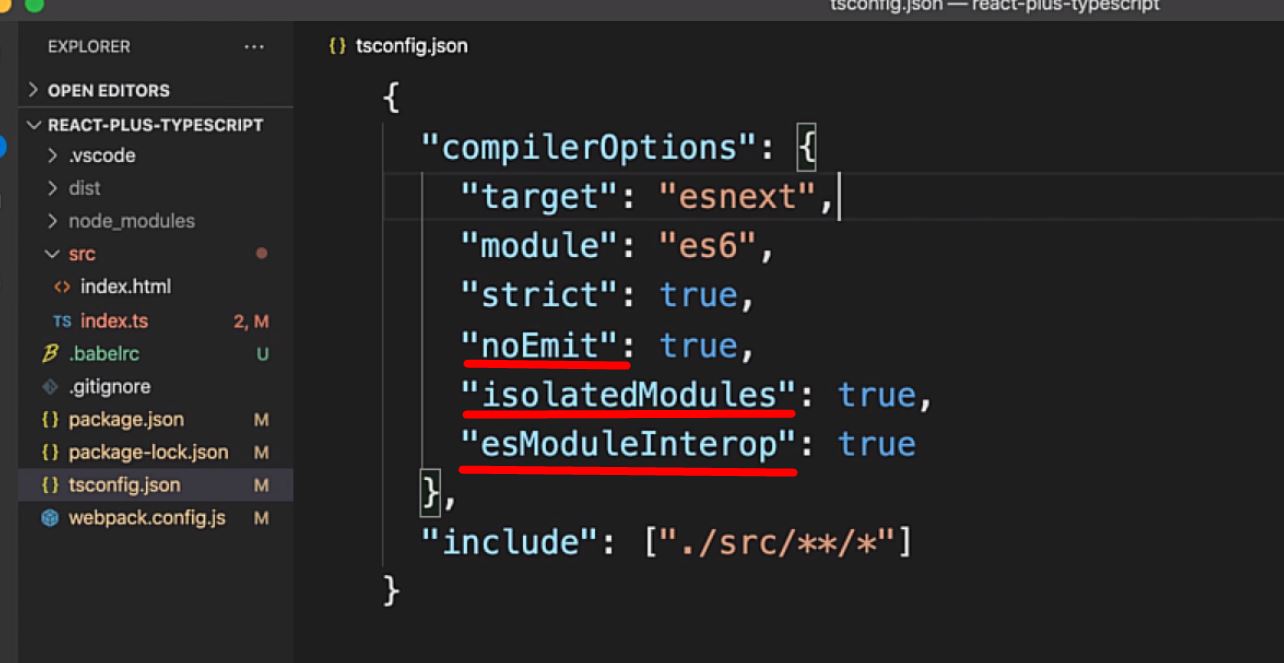 tsconfig.json — react-plus-typescript
EXPLORER ...
{} tsconfig.json
OPEN EDITORS
REACT-PLUS-TYPESCRIPT
.vscode
dist
node_modules
src
<> index.html
TS index.ts 2, M
.babelrc U
.gitignore
{} package.json M
{} package-lock.json M
{} tsconfig.json M
webpack.config.js M
{
"compilerOptions": {
"target": "esnext",
"module": "es6",
"strict": true,
"noEmit": true,
"isolatedModules": true,
"esModuleInterop": true
},
"include": ["./src/**/*"]
}